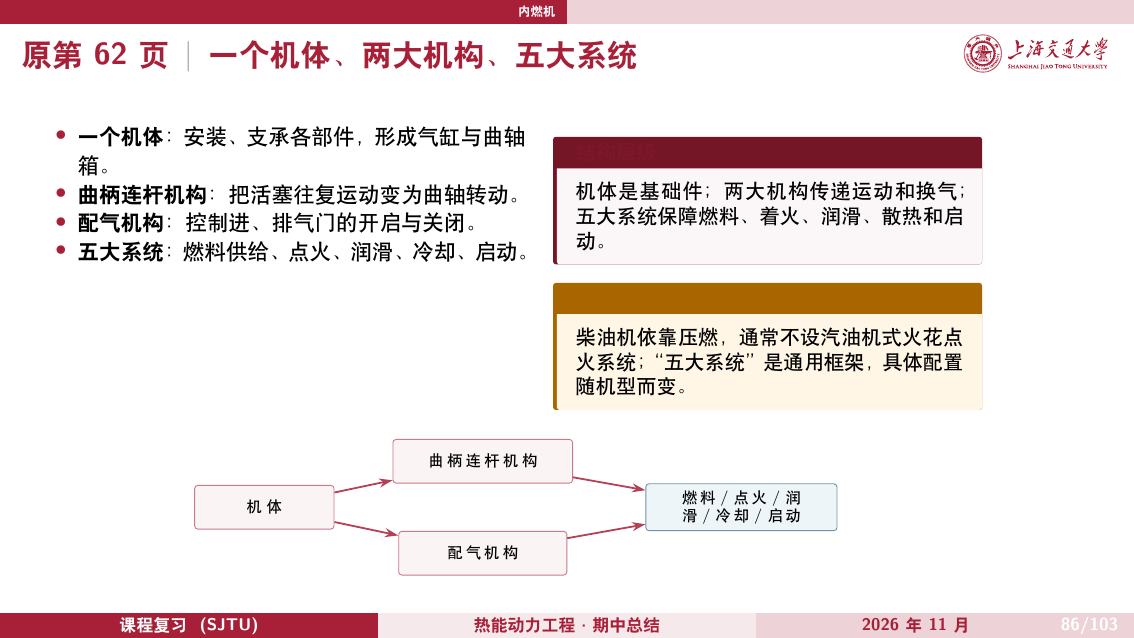 内燃机
原第 62 页 | 一个机体、两大机构、五大系统
上海交通大学
SHANGHAI JIAO TONG UNIVERSITY
• 一个机体：安装、支承各部件，形成气缸与曲轴
箱。
• 曲柄连杆机构：把活塞往复运动变为曲轴转动。
• 配气机构：控制进、排气门的开启与关闭。
• 五大系统：燃料供给、点火、润滑、冷却、启动。
结构层级
机体是基础件；两大机构传递运动和换气；
五大系统保障燃料、着火、润滑、散热和启
动。
柴油机依靠压燃，通常不设汽油机式火花点
火系统；“五大系统”是通用框架，具体配置
随机型而变。
曲柄连杆机构
机体
燃料/点火/润
滑/冷却/启动
配气机构
课程复习 (SJTU)
热能动力工程 · 期中总结
2026 年 11 月
86/103